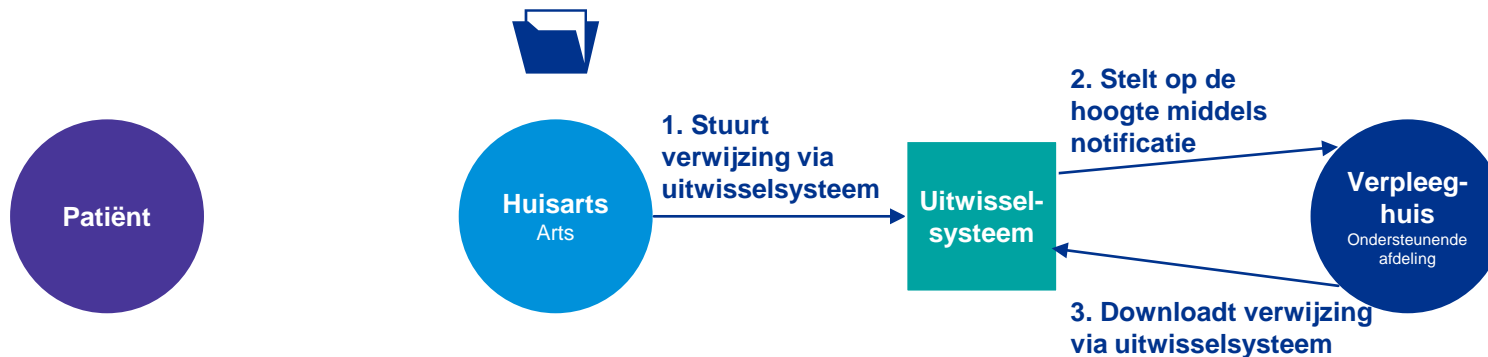 Patiënt
Huisarts
Arts
1. Stuurt
verwijzing via
uitwisselsysteem
Uitwissel-
systeem
2. Stelt op de
hoogte middels
notificatie
Verpleeg-
huis
Ondersteunende
afdeling
3. Downloadt verwijzing
via uitwisselsysteem